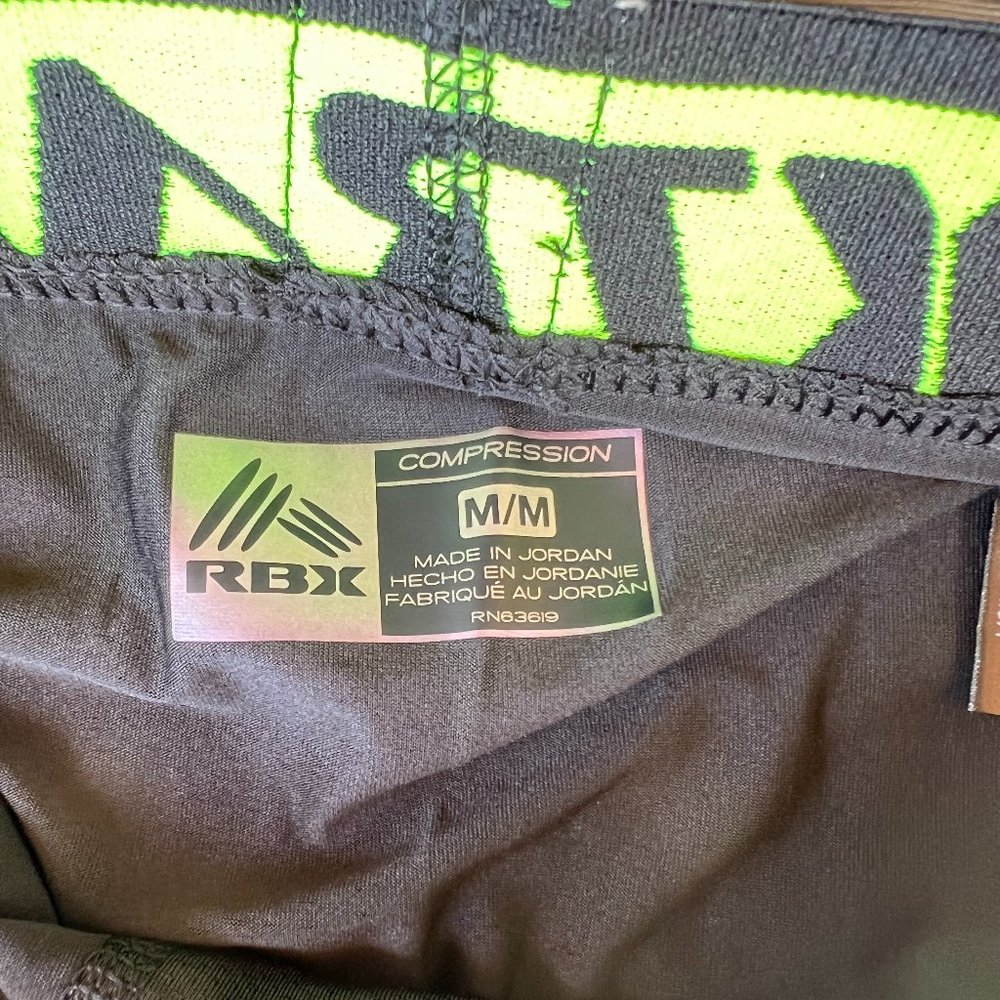 RBX
COMPRESSION
M/M
MADE IN JORDAN
HECHO EN JORDANIE
FABRIQUÉ AU JORDÁN
RN63619